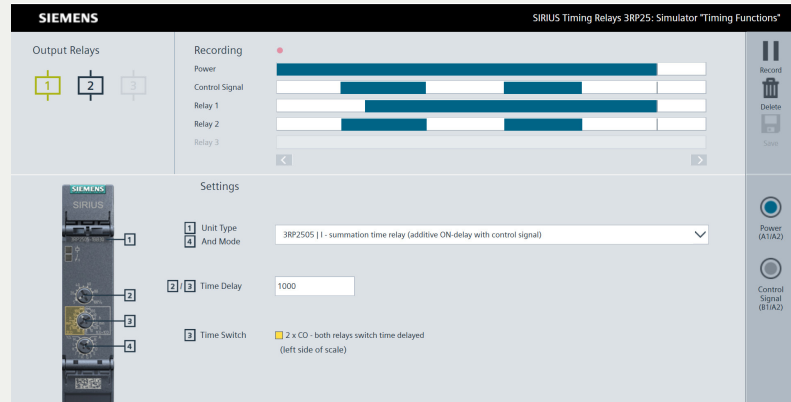 SIEMENS
SIRIUS Timing Relays 3RP25: Simulator "Timing Functions"
Output Relays
1
2
3
Recording
Power
Control Signal
Relay 1
Relay 2
Relay 3
Record
Delete
Save
Settings
SIEMENS
SIRIUS
1
2
3
4
1 Unit Type
4 And Mode
3RP2505 | I - summation time relay (additive ON-delay with control signal)
2 / 3 Time Delay
1000
3 Time Switch
2 x CO - both relays switch time delayed
(left side of scale)
Power
(A1/A2)
Control
Signal
(B1/A2)